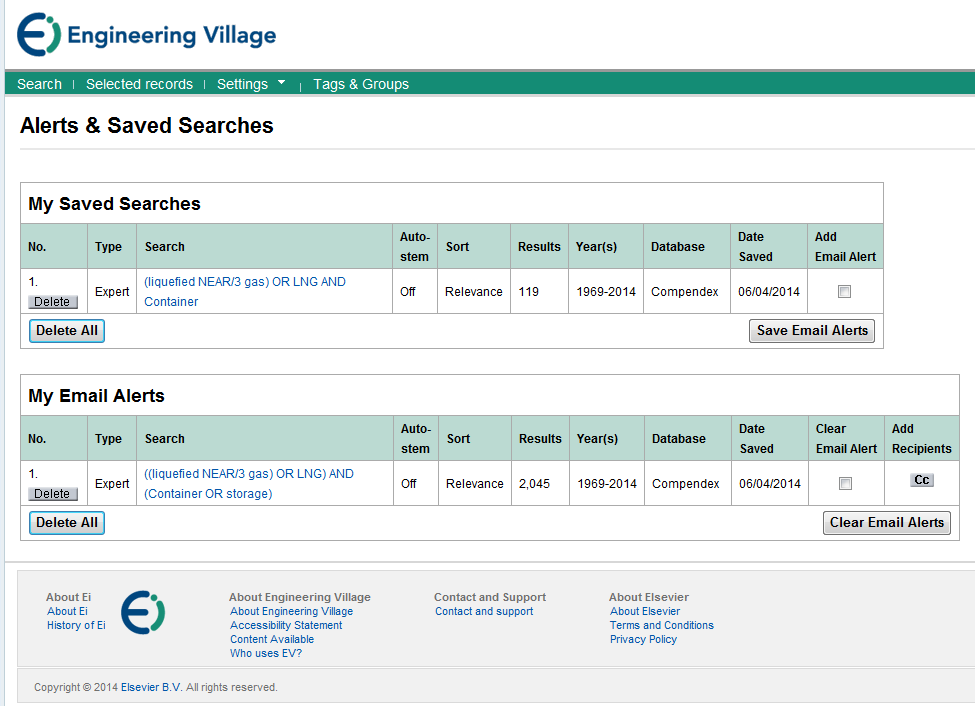 Engineering Village
Search | Selected records | Settings | Tags & Groups
Alerts & Saved Searches
My Saved Searches
No. Type Search Auto-stem Sort Results Year(s) Database Date Saved Add Email Alert
1. Delete Expert (liquefied NEAR/3 gas) OR LNG AND Container Off Relevance 119 1969-2014 Compendex 06/04/2014
Delete All Save Email Alerts
My Email Alerts
No. Type Search Auto-stem Sort Results Year(s) Database Date Saved Clear Email Alert Add Recipients
1. Delete Expert ((liquefied NEAR/3 gas) OR LNG) AND (Container OR storage) Off Relevance 2,045 1969-2014 Compendex 06/04/2014 Cc
Delete All Clear Email Alerts
About Ei
About Ei
History of Ei
About Engineering Village
About Engineering Village
Accessibility Statement
Content Available
Who uses EV?
Contact and Support
Contact and support
About Elsevier
About Elsevier
Terms and Conditions
Privacy Policy
Copyright © 2014 Elsevier B.V. All rights reserved.